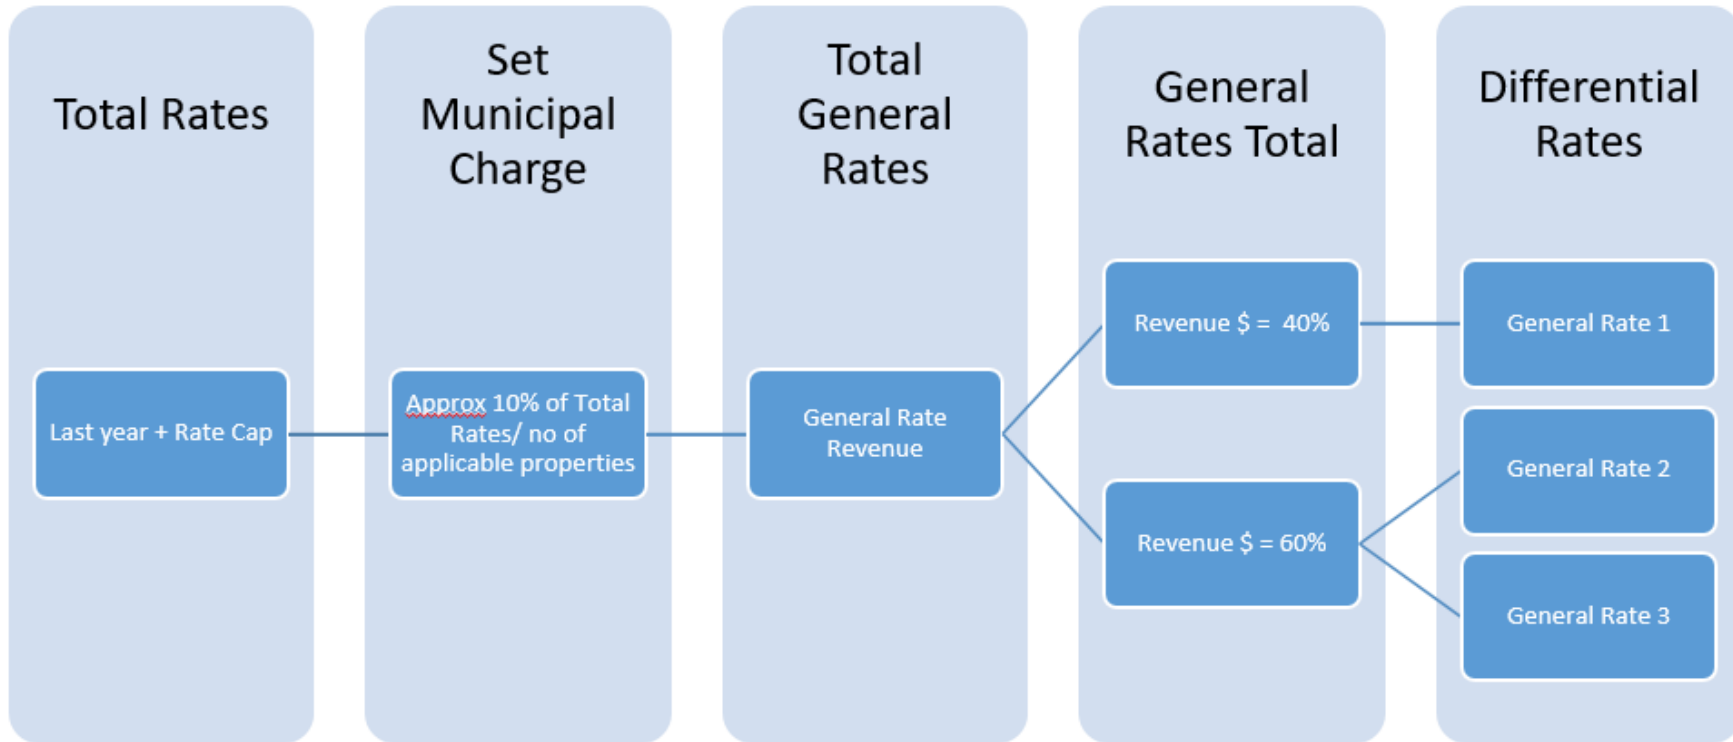 Total Rates
Set
Municipal
Charge
Total
General
Rates
General
Rates Total
Differential
Rates
Last year + Rate Cap
Approx 10% of Total
Rates/ no of
applicable properties
General Rate
Revenue
Revenue $ =  40%
Revenue $ = 60%
General Rate 1
General Rate 2
General Rate 3